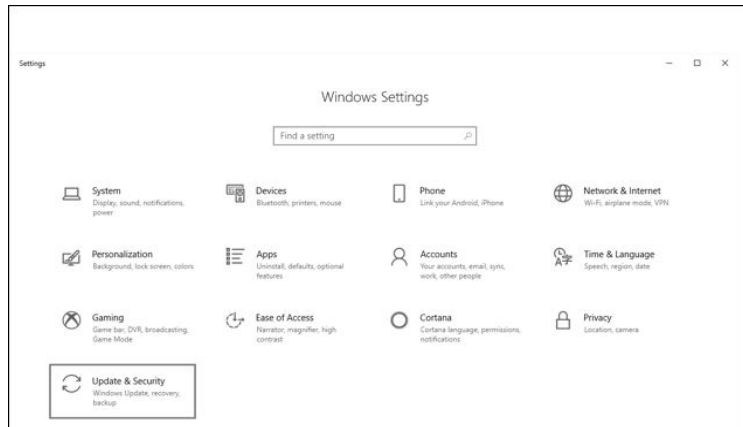 Settings
Windows Settings
Find a setting
System
Display, sound, notifications,
power
Devices
Bluetooth, printers, mouse
Phone
Link your Android, iPhone
Network & Internet
Wi-Fi, airplane mode, VPN
Personalization
Background, lock screen, colors
Apps
Uninstall, defaults, optional
features
Accounts
Your accounts, email, sync,
work, other people
Time & Language
Speech, region, date
Gaming
Game bar, DVR, broadcasting,
Game Mode
Ease of Access
Narrator, magnifier, high
contrast
Cortana
Cortana language, permissions,
notifications
Privacy
Location, camera
Update & Security
Windows Update, recovery,
backup